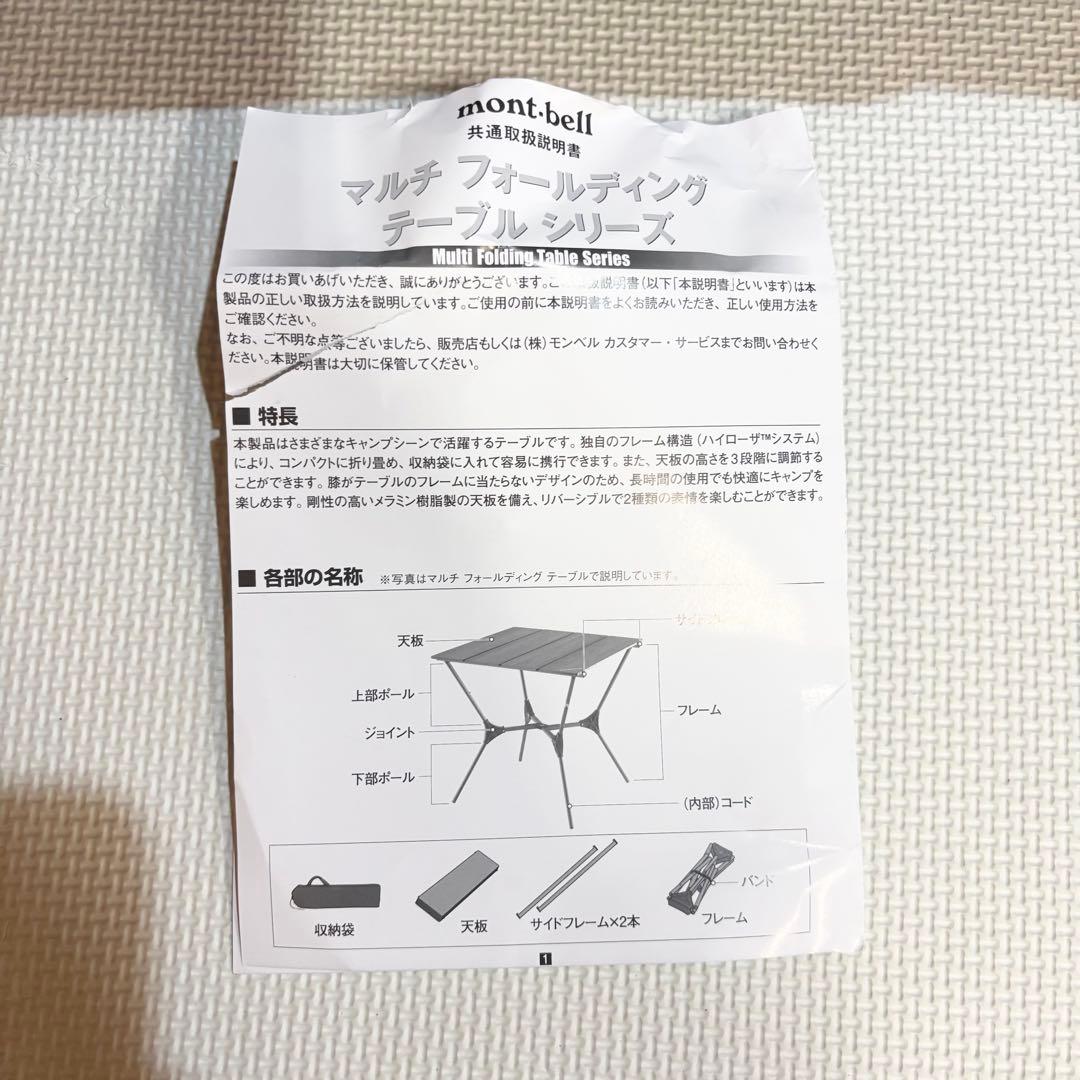 mont·bell
共通取扱説明書
マルチ フォールディング
テーブル シリーズ
Multi Folding Table Series
この度はお買いあげいただき、誠にありがとうございます。この取扱説明書（以下「本説明書」といいます）は本
製品の正しい取扱方法を説明しています。ご使用の前に本説明書をよくお読みいただき、正しい使用方法を
ご確認ください。
なお、ご不明な点等ございましたら、販売店もしくは（株）モンベル カスタマー・サービスまでお問い合わせく
ださい。本説明書は大切に保管してください。
■ 特長
本製品はさまざまなキャンプシーンで活躍するテーブルです。独自のフレーム構造（ハイローザ™システム）
により、コンパクトに折り畳め、収納袋に入れて容易に携行できます。また、天板の高さを3段階に調節する
ことができます。膝がテーブルのフレームに当たらないデザインのため、長時間の使用でも快適にキャンプを
楽しめます。剛性の高いメラミン樹脂製の天板を備え、リバーシブルで2種類の表情を楽しむことができます。
■ 各部の名称 ※写真はマルチ フォールディング テーブルで説明しています。
サイドフレーム
天板
上部ポール
フレーム
ジョイント
下部ポール
（内部）コード
バンド
収納袋
天板
サイドフレーム×2本
フレーム
1